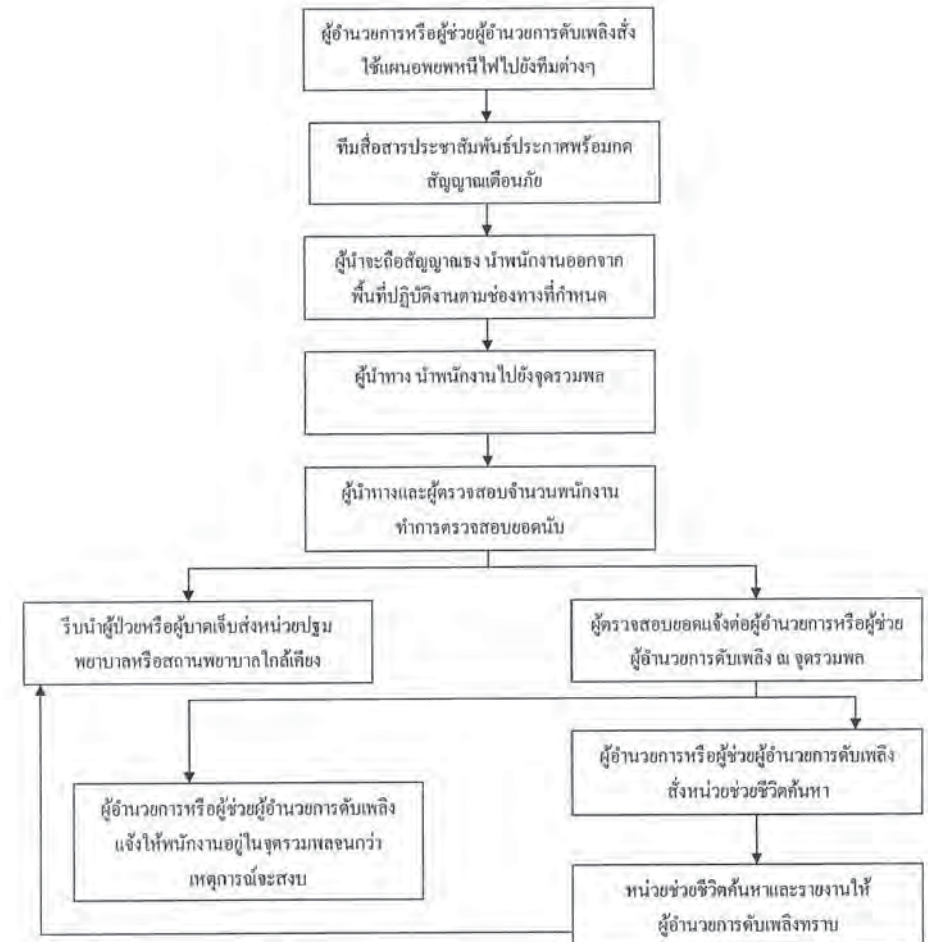 ผู้อำนวยการหรือผู้ช่วยผู้อำนวยการดับเพลิงสั่ง
ใช้แผนอพยพหนีไฟไปยังทีมต่างๆ
ทีมสื่อสารประชาสัมพันธ์ประกาศพร้อมกด
สัญญาณเตือนภัย
ผู้นำจะถือสัญญาณธง นำพนักงานออกจาก
พื้นที่ปฏิบัติงานตามช่องทางที่กำหนด
ผู้นำทาง นำพนักงานไปยังจุดรวมพล
ผู้นำทางและผู้ตรวจสอบจำนวนพนักงาน
ทำการตรวจสอบยอดนับ
รีบนำผู้ป่วยหรือผู้บาดเจ็บส่งหน่วยปฐม
พยาบาลหรือสถานพยาบาลใกล้เคียง
ผู้ตรวจสอบยอดแจ้งต่อผู้อำนวยการหรือผู้ช่วย
ผู้อำนวยการดับเพลิง ณ จุดรวมพล
ผู้อำนวยการหรือผู้ช่วยผู้อำนวยการดับเพลิง
สั่งหน่วยช่วยชีวิตค้นหา
ผู้อำนวยการหรือผู้ช่วยผู้อำนวยการดับเพลิง
แจ้งให้พนักงานอยู่ในจุดรวมพลจนกว่า
เหตุการณ์จะสงบ
หน่วยช่วยชีวิตค้นหาและรายงานให้
ผู้อำนวยการดับเพลิงทราบ